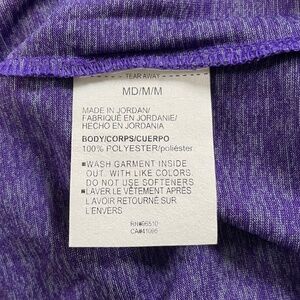 TEAR AWAY
MD/M/M
MADE IN JORDAN/
FABRIQUÉ EN JORDANIE/
HECHO EN JORDANIA
BODY/CORPS/CUERPO
100% POLYESTER/poliéster
■WASH GARMENT INSIDE
OUT. WITH LIKE COLORS.
DO NOT USE SOFTENERS
■LAVER LE VÊTEMENT APRÈS
L'AVOIR RETOURNÉ SUR
L'ENVERS
RN#96510
CA#41086